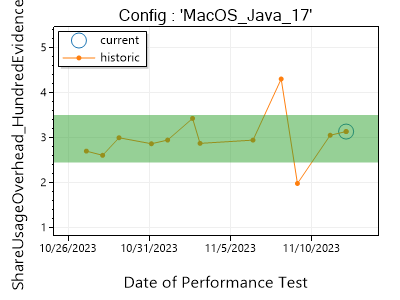 Config : 'MacOS_Java_17'
current
historic
ShareUsageOverhead_HundredEvidence
5
4
3
2
1
10/26/2023
10/31/2023
11/5/2023
11/10/2023
Date of Performance Test